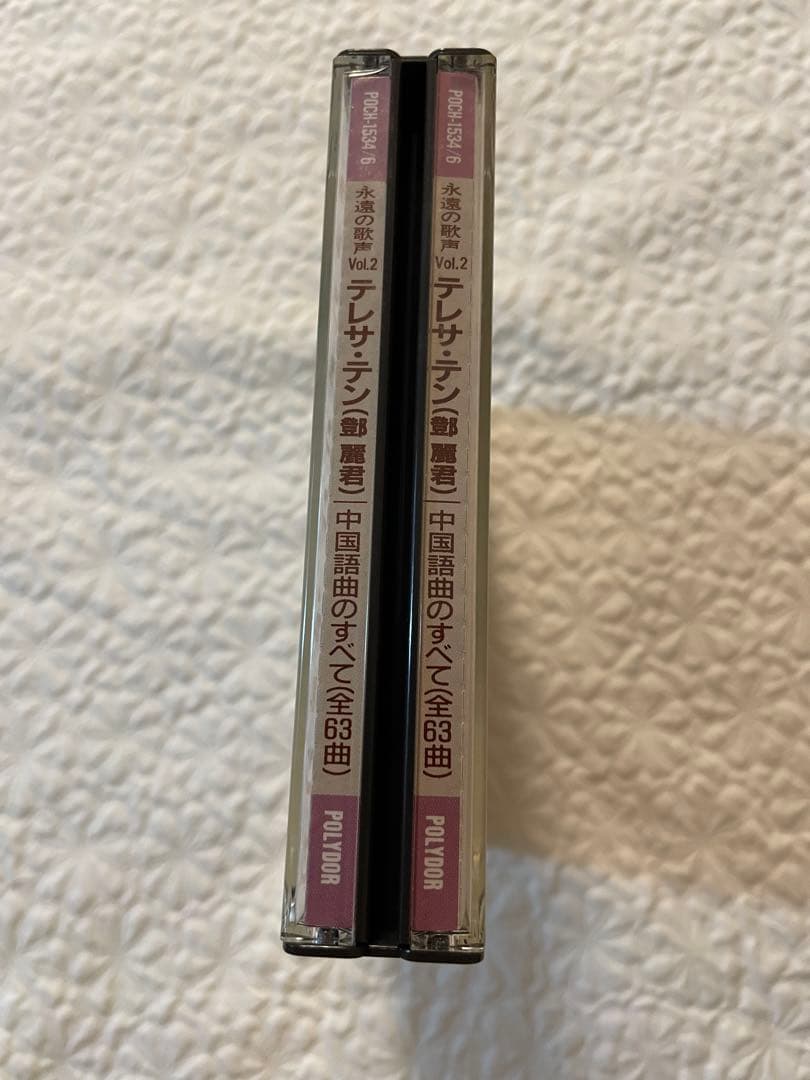 POCH-1534/6
永遠の歌声
Vol.2
テレサ・テン(鄧 麗君)
中国語曲のすべて(全63曲)
POLYDOR
POCH-1534/6
永遠の歌声
Vol.2
テレサ・テン(鄧 麗君)
中国語曲のすべて(全63曲)
POLYDOR